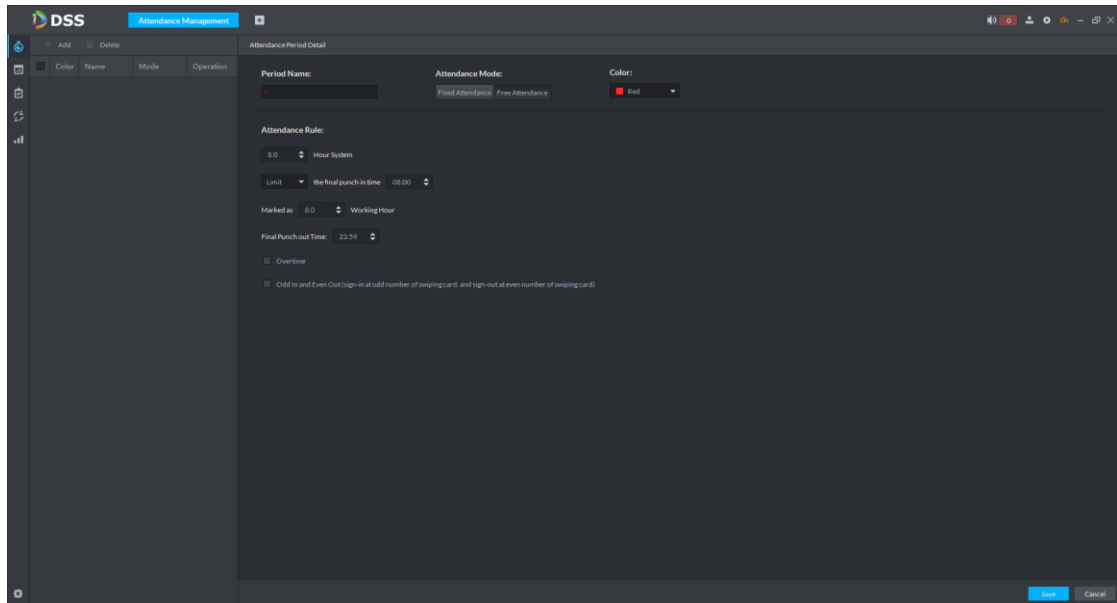 DSS Attendance Management 0
Add Delete Attendance Period Detail
Color Name Mode Operation
Period Name: Attendance Mode: Color:
* Fixed Attendance Free Attendance Red
Attendance Rule:
8.0 Hour System
Limit the final punch in time 08:00
Marked as 8.0 Working Hour
Final Punch out Time: 23:59
Overtime
Odd In and Even Out (sign-in at odd number of swiping card, and sign-out at even number of swiping card)
Save Cancel